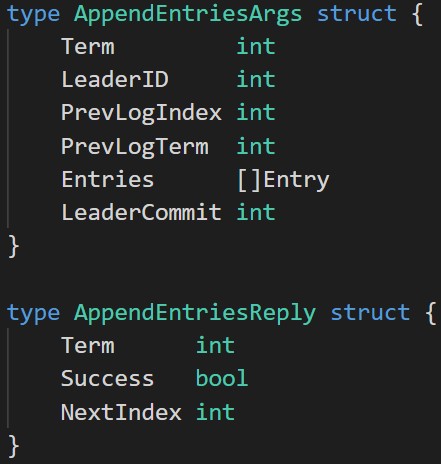 type AppendEntriesArgs struct {
    Term         int
    LeaderID     int
    PrevLogIndex int
    PrevLogTerm  int
    Entries      []Entry
    LeaderCommit int
}

type AppendEntriesReply struct {
    Term      int
    Success   bool
    NextIndex int
}